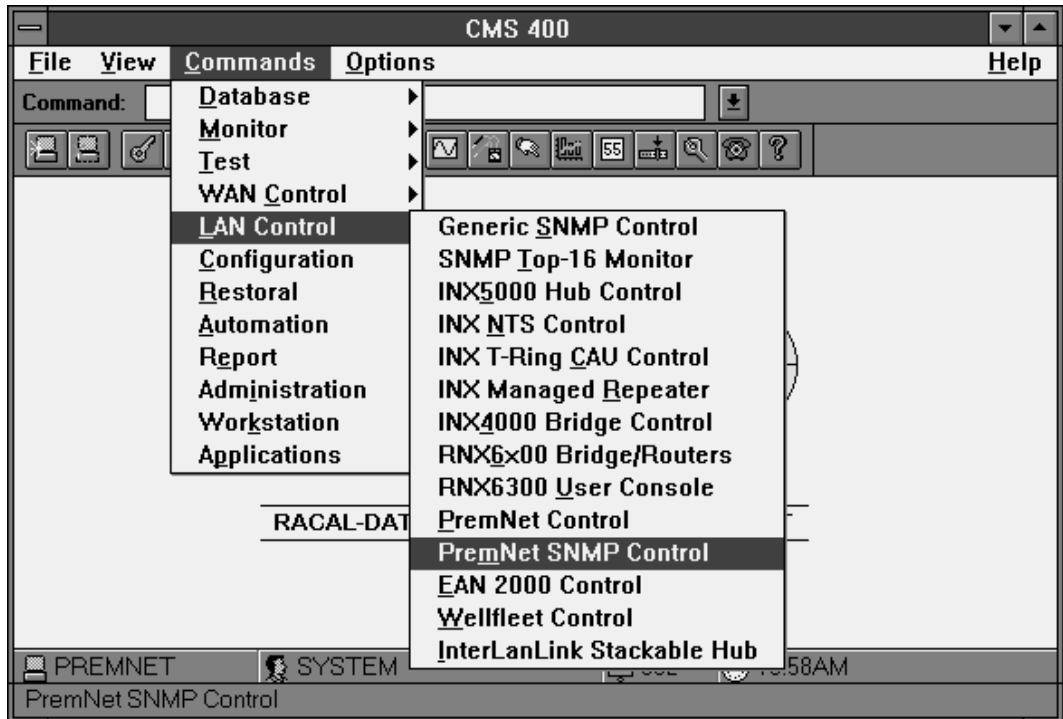 CMS 400
File View Commands Options Help
Command:
Database
Monitor
Test
WAN Control
LAN Control
Configuration
Restoral
Automation
Report
Administration
Workstation
Applications
Generic SNMP Control
SNMP Top-16 Monitor
INX5000 Hub Control
INX NTS Control
INX T-Ring CAU Control
INX Managed Repeater
INX4000 Bridge Control
RNX6x00 Bridge/Routers
RNX6300 User Console
PremNet Control
PremNet SNMP Control
EAN 2000 Control
Wellfleet Control
InterLanLink Stackable Hub
55
RACAL-DAT
PREMNET SYSTEM :58AM
PremNet SNMP Control